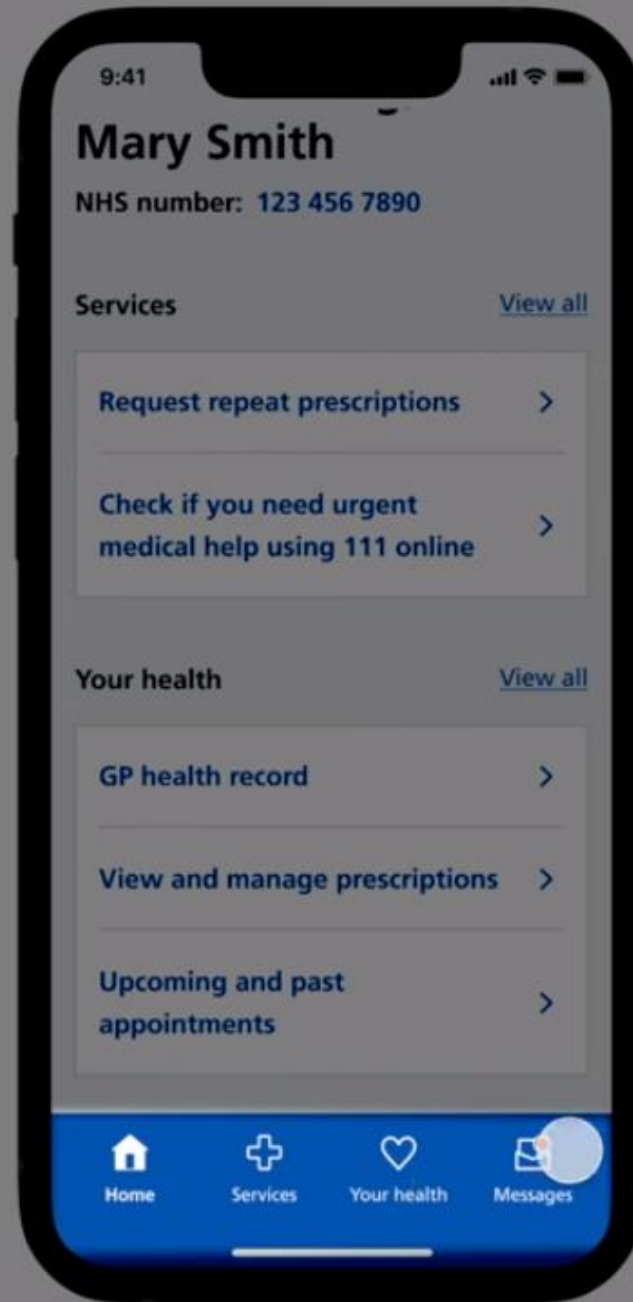 9:41
Mary Smith
NHS number: 123 456 7890
Services View all
Request repeat prescriptions
Check if you need urgent
medical help using 111 online
Your health View all
GP health record
View and manage prescriptions
Upcoming and past
appointments
Home Services Your health Messages